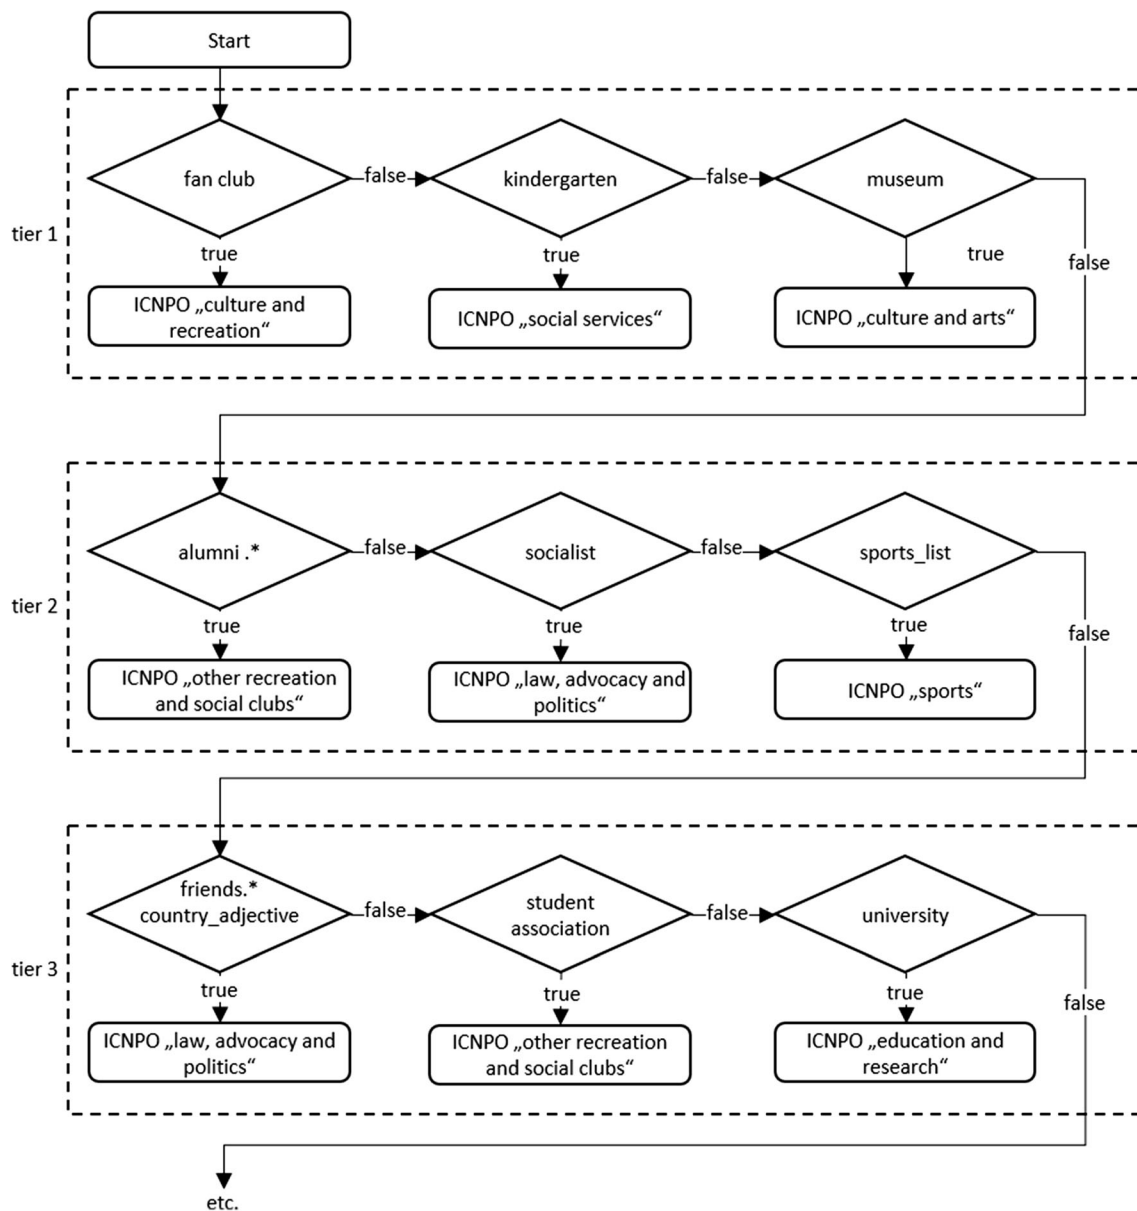 Start
fan club
false
kindergarten
false
museum
tier 1
true
true
true
false
ICNPO „culture and
recreation“
ICNPO „social services“
ICNPO „culture and arts“
alumni .*
false
socialist
false
sports_list
tier 2
true
true
true
false
ICNPO „other recreation
and social clubs“
ICNPO „law, advocacy and
politics“
ICNPO „sports“
friends.*
country_adjective
false
student
association
false
university
tier 3
true
true
true
false
ICNPO „law, advocacy and
politics“
ICNPO „other recreation
and social clubs“
ICNPO „education and
research“
etc.